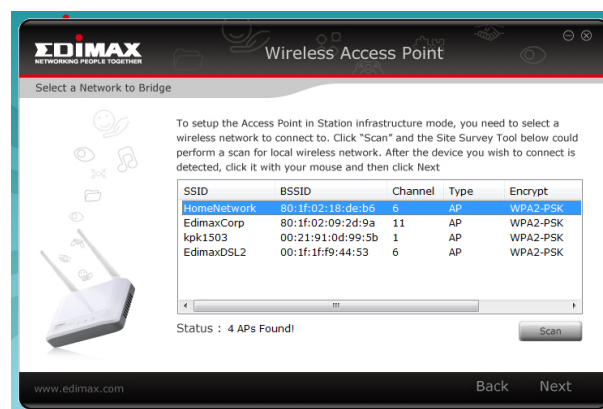 EDIMAX
NETWORKING PEOPLE TOGETHER
Wireless Access Point
Select a Network to Bridge
To setup the Access Point in Station infrastructure mode, you need to select a
wireless network to connect to. Click "Scan" and the Site Survey Tool below could
perform a scan for local wireless network. After the device you wish to connect is
detected, click it with your mouse and then click Next
SSID BSSID Channel Type Encrypt
HomeNetwork 80:1f:02:18:de:b6 6 AP WPA2-PSK
EdimaxCorp 80:1f:02:09:2d:9a 11 AP WPA2-PSK
kpk1503 00:21:91:0d:99:5b 1 AP WPA2-PSK
EdimaxDSL2 00:1f:1f:f9:44:53 6 AP WPA2-PSK
Status : 4 APs Found!
Scan
www.edimax.com
Back Next